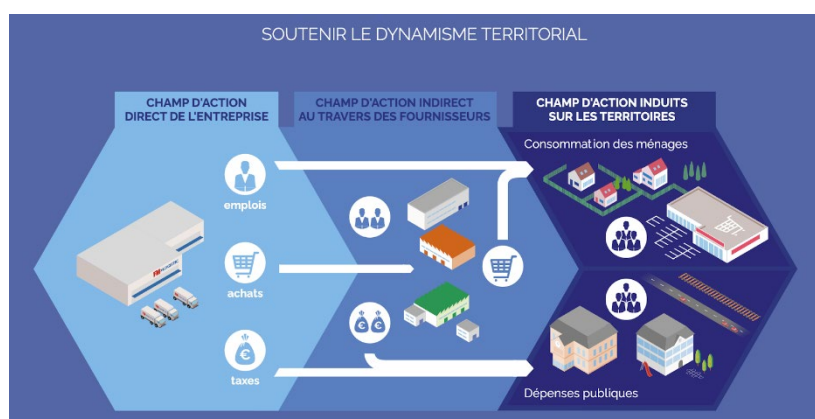 SOUTENIR LE DYNAMISME TERRITORIAL
CHAMP D'ACTION
DIRECT DE L'ENTREPRISE
CHAMP D'ACTION INDIRECT
AU TRAVERS DES FOURNISSEURS
CHAMP D'ACTION INDUITS
SUR LES TERRITOIRES
Consommation des ménages
emplois
achats
taxes
Dépenses publiques